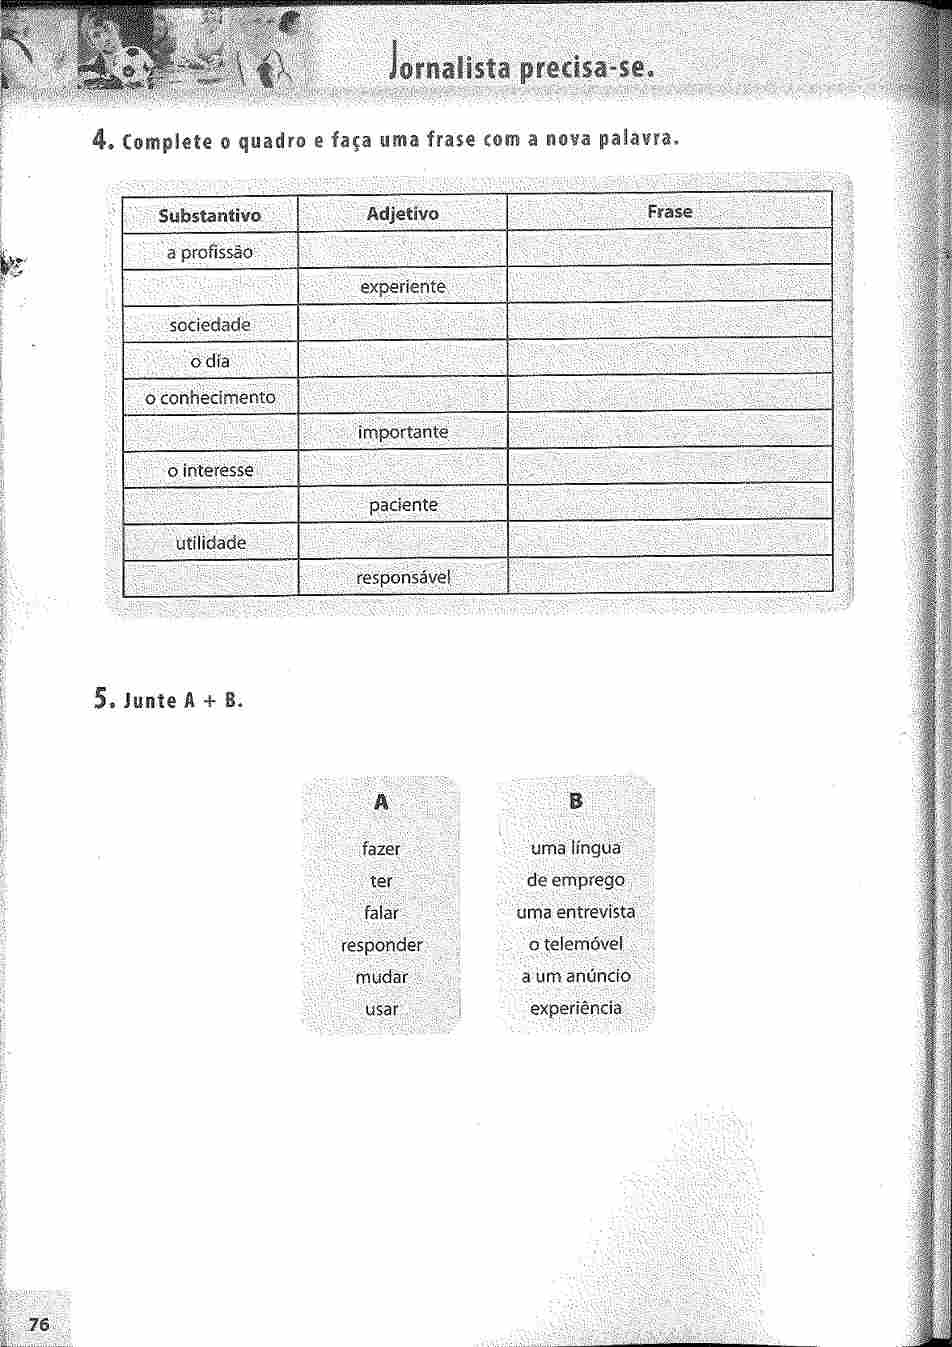 Jornalista precisa-se.
4. Complete o quadro e faça uma frase com a nova palavra.
Substantivo Adjetivo Frase
a profissão
experiente
sociedade
o dia
o conhecimento
importante
o interesse
paciente
utilidade
responsável
5. Junte A + B.
A B
fazer uma língua
ter de emprego
falar uma entrevista
responder o telemóvel
mudar a um anúncio
usar experiência
76